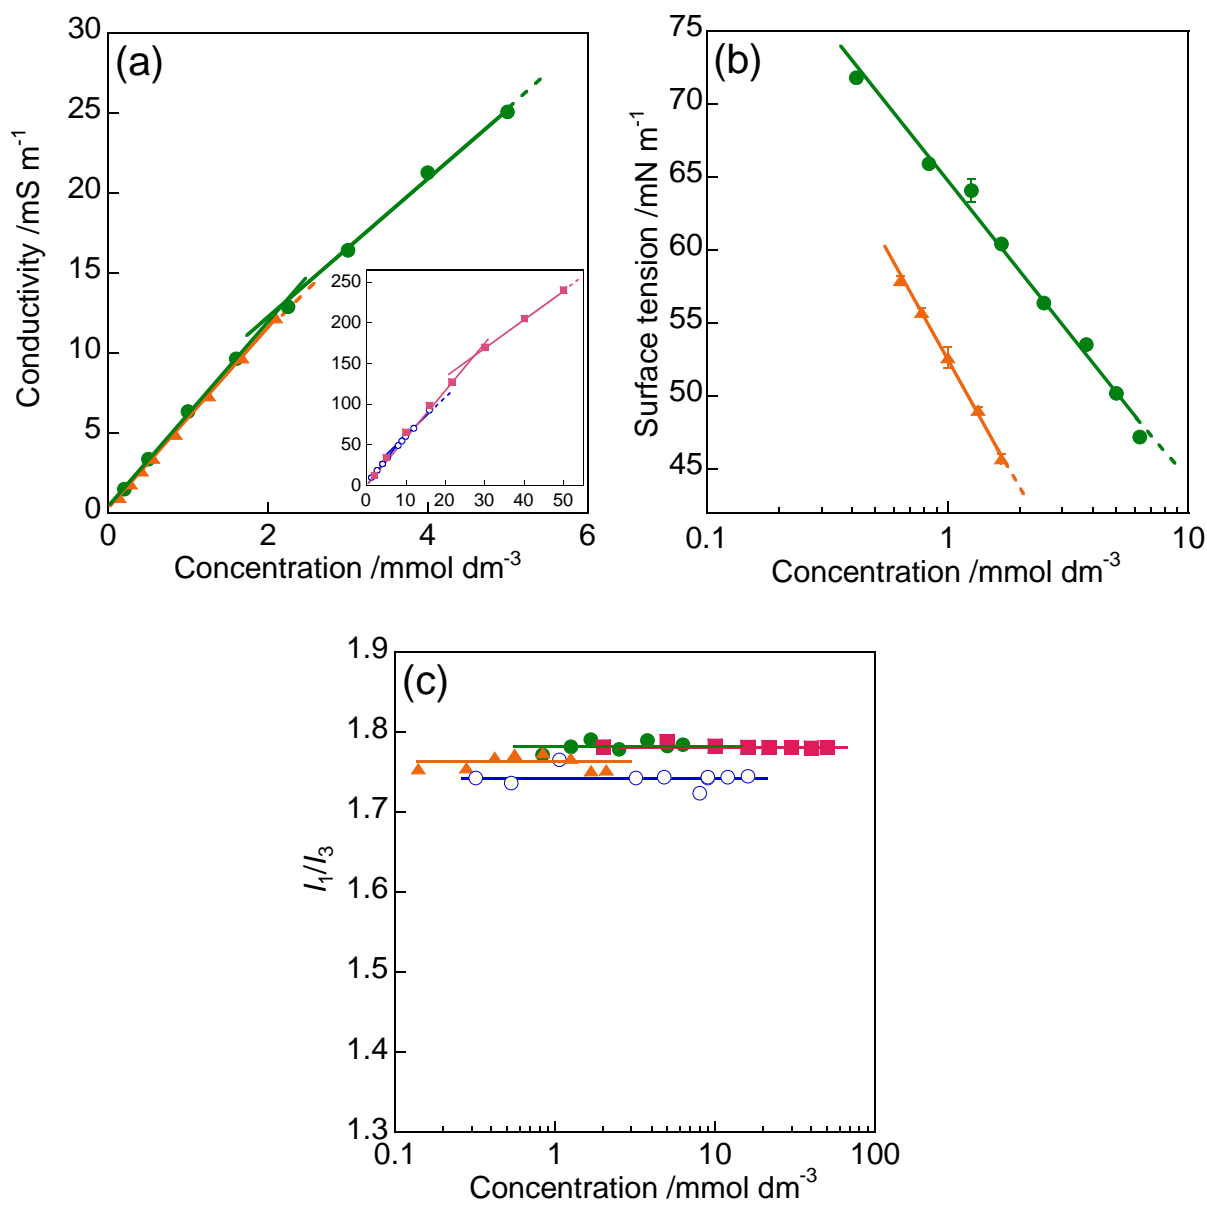 (a)
30
25
20
15
10
5
0
0 2 4 6
Conductivity /mS m⁻¹
Concentration /mmol dm⁻³
250
200
150
100
50
0
0 10 20 30 40 50
(b)
75
70
65
60
55
50
45
0.1 1 10
Surface tension /mN m⁻¹
Concentration /mmol dm⁻³
(c)
1.9
1.8
1.7
1.6
1.5
1.4
1.3
0.1 1 10 100
I₁/I₃
Concentration /mmol dm⁻³